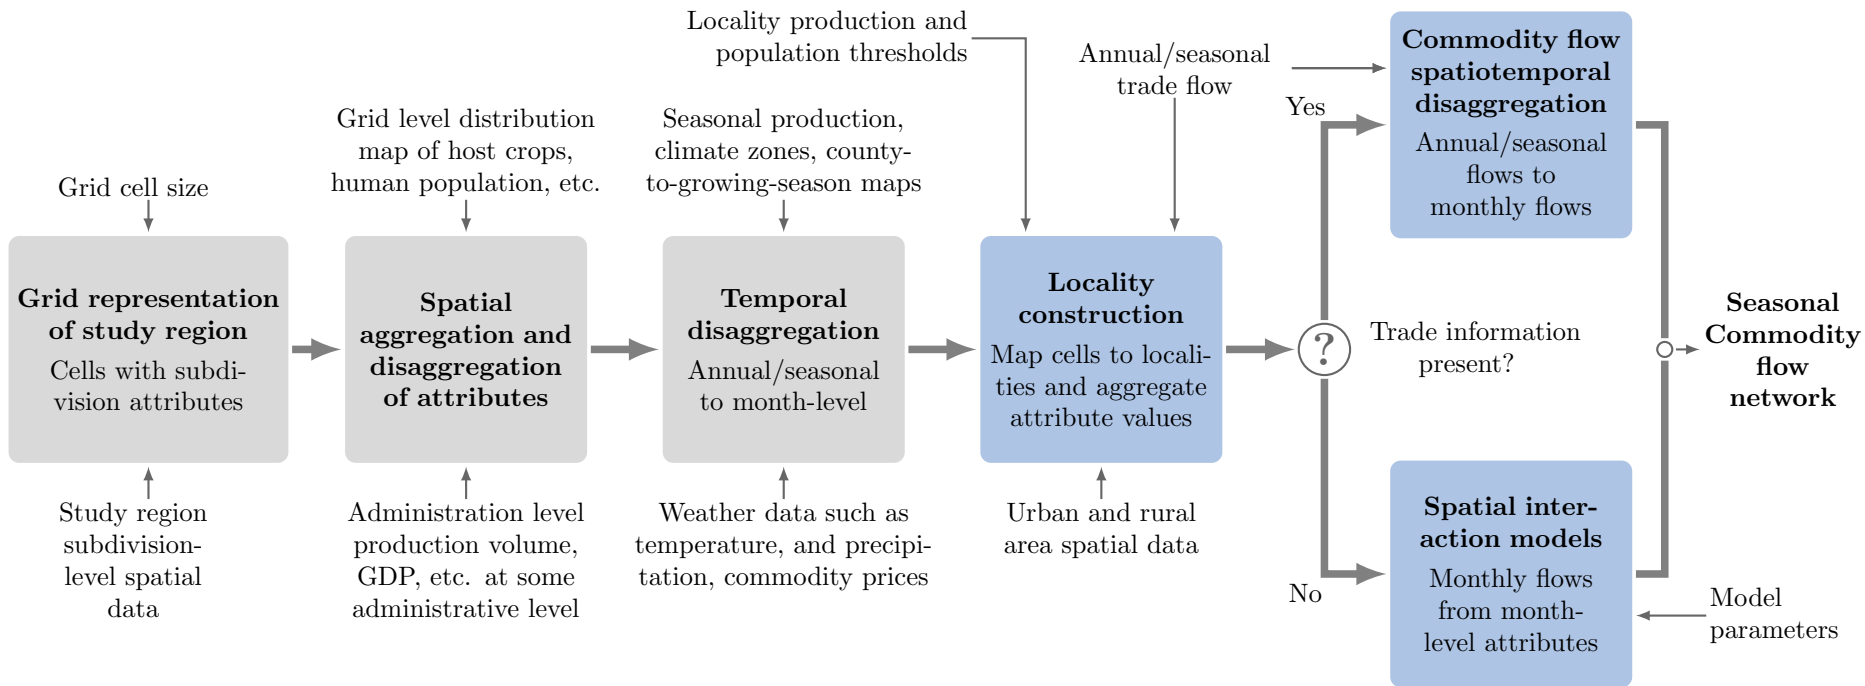 Locality production and
population thresholds
Annual/seasonal
trade flow
Grid level distribution
map of host crops,
human population, etc.
Seasonal production,
climate zones, county-
to-growing-season maps
Grid cell size
Grid representation
of study region
Cells with subdi-
vision attributes
Spatial
aggregation and
disaggregation
of attributes
Temporal
disaggregation
Annual/seasonal
to month-level
Locality
construction
Map cells to locali-
ties and aggregate
attribute values
Study region
subdivision-
level spatial
data
Administration level
production volume,
GDP, etc. at some
administrative level
Weather data such as
temperature, and precipi-
tation, commodity prices
Urban and rural
area spatial data
?
Trade information
present?
Yes
Commodity flow
spatiotemporal
disaggregation
Annual/seasonal
flows to
monthly flows
No
Spatial inter-
action models
Monthly flows
from month-
level attributes
Model
parameters
Seasonal
Commodity
flow
network